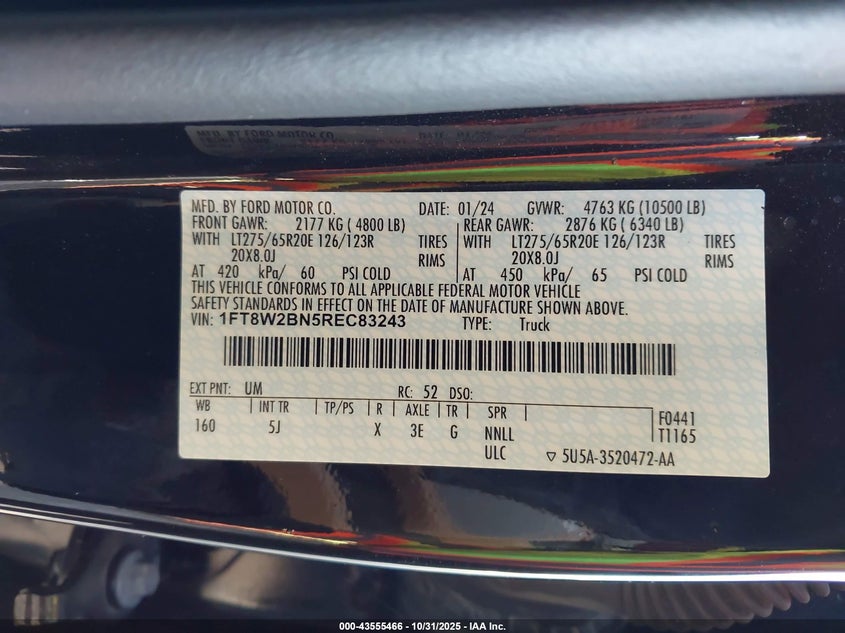 MFD. BY FORD MOTOR CO.
MFD. BY FORD MOTOR CO. DATE: 01/24 GVWR: 4763 KG (10500 LB)
FRONT GAWR: 2177 KG ( 4800 LB) REAR GAWR: 2876 KG ( 6340 LB)
WITH LT275/65R20E 126/123R TIRES WITH LT275/65R20E 126/123R TIRES
20X8.0J RIMS 20X8.0J RIMS
AT 420 kPa/ 60 PSI COLD AT 450 kPa/ 65 PSI COLD
THIS VEHICLE CONFORMS TO ALL APPLICABLE FEDERAL MOTOR VEHICLE
SAFETY STANDARDS IN EFFECT ON THE DATE OF MANUFACTURE SHOWN ABOVE.
VIN: 1FT8W2BN5REC83243 TYPE: Truck
EXT PNT: UM RC: 52 DSO:
WB INT TR TP/PS R AXLE TR SPR F0441
160 5J X 3E G NNLL T1165
ULC ▽ 5U5A-3520472-AA
000-43555466 - 10/31/2025 - IAA Inc.